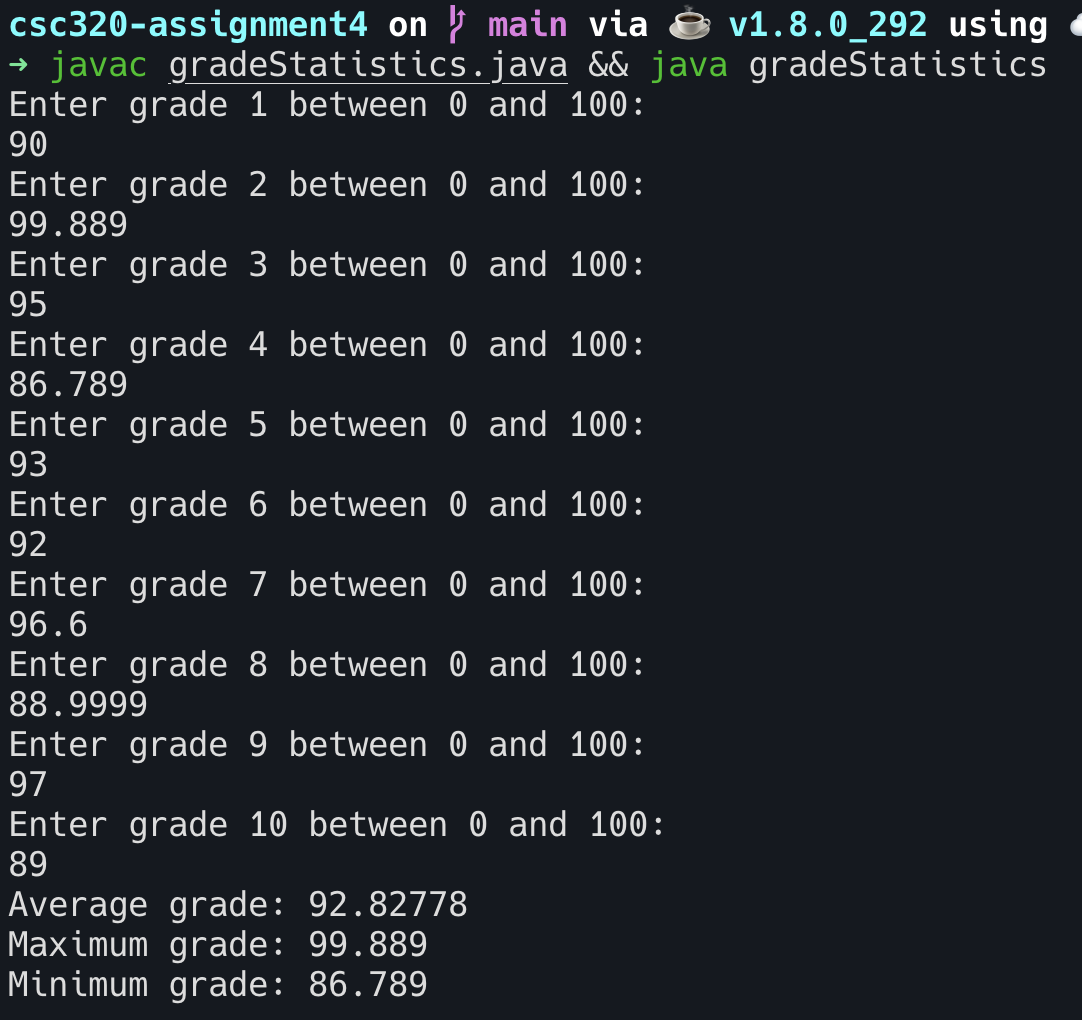 csc320-assignment4 on main via ☕ v1.8.0_292 using
➜ javac gradeStatistics.java && java gradeStatistics
Enter grade 1 between 0 and 100:
90
Enter grade 2 between 0 and 100:
99.889
Enter grade 3 between 0 and 100:
95
Enter grade 4 between 0 and 100:
86.789
Enter grade 5 between 0 and 100:
93
Enter grade 6 between 0 and 100:
92
Enter grade 7 between 0 and 100:
96.6
Enter grade 8 between 0 and 100:
88.9999
Enter grade 9 between 0 and 100:
97
Enter grade 10 between 0 and 100:
89
Average grade: 92.82778
Maximum grade: 99.889
Minimum grade: 86.789